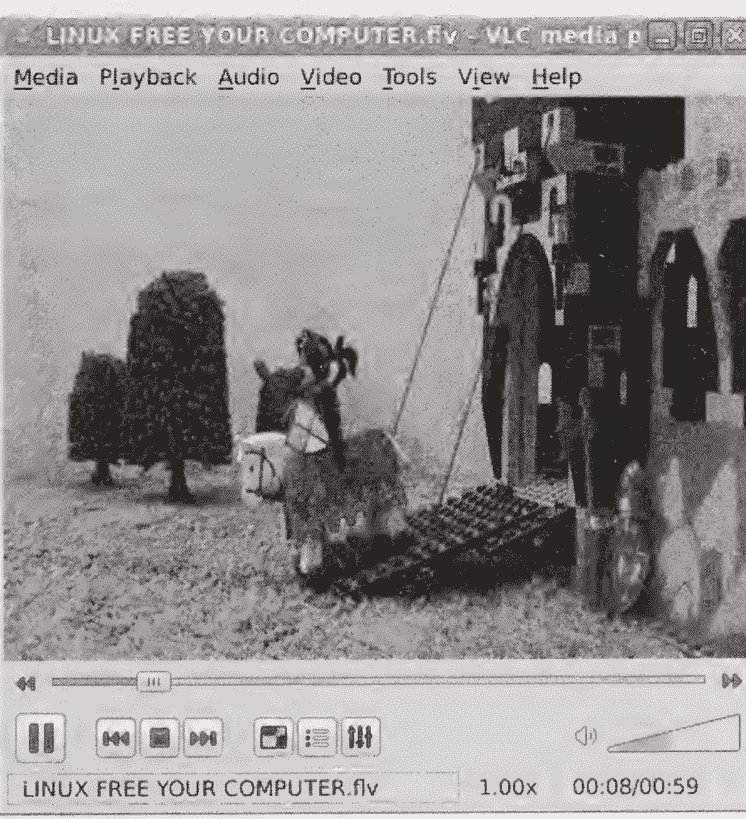 LINUX FREE YOUR COMPUTER.flv - VLC media p
Media Playback Audio Video Tools View Help
LINUX FREE YOUR COMPUTER.flv 1.00x 00:08/00:59